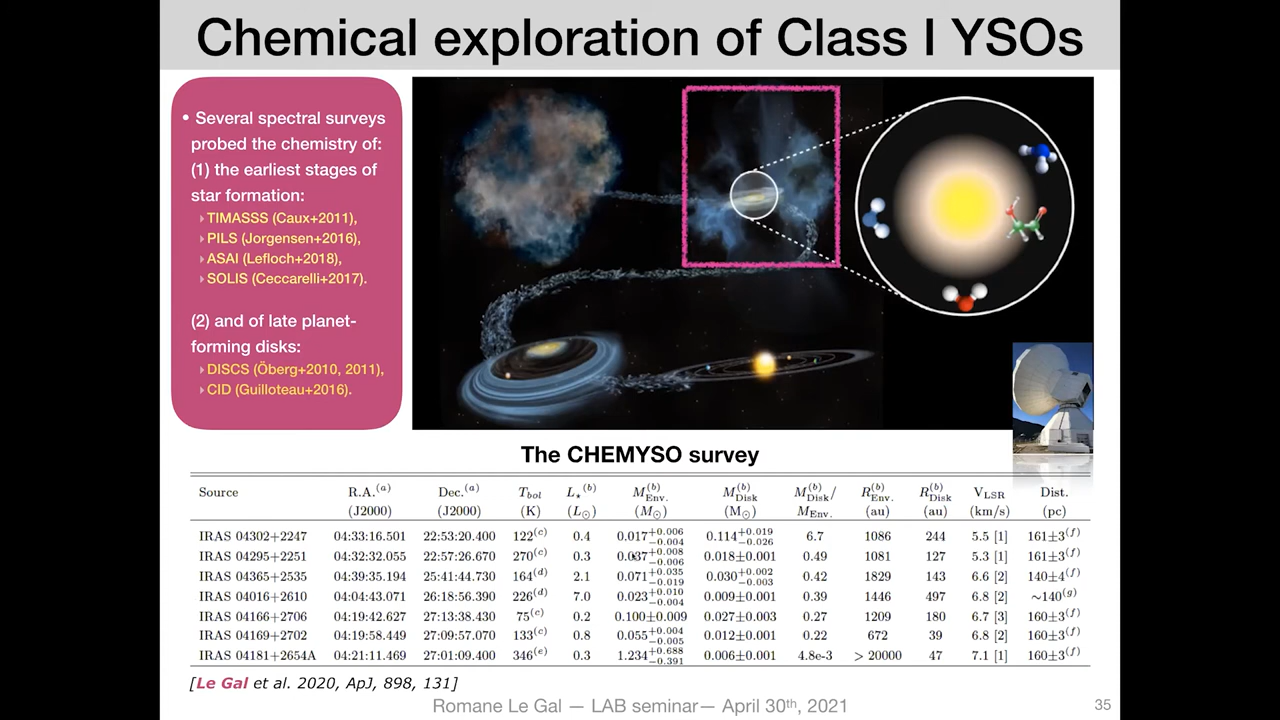 Chemical exploration of Class I YSOs
• Several spectral surveys
probed the chemistry of:
(1) the earliest stages of
star formation:
› TIMASSS (Caux+2011),
› PILS (Jorgensen+2016),
› ASAI (Lefloch+2018),
› SOLIS (Ceccarelli+2017).
(2) and of late planet-
forming disks:
› DISCS (Öberg+2010, 2011),
› CID (Guilloteau+2016).
The CHEMYSO survey
Source R.A.(a) Dec.(a) Tbol L⋆(b) M(b)Env. M(b)Disk M(b)Disk/ R(b)Env. R(b)Disk VLSR Dist.
(J2000) (J2000) (K) (L⊙) (M⊙) (M⊙) MEnv. (au) (au) (km/s) (pc)
IRAS 04302+2247 04:33:16.501 22:53:20.400 122(c) 0.4 0.017+0.006−0.004 0.114+0.019−0.026 6.7 1086 244 5.5 [1] 161±3(f)
IRAS 04295+2251 04:32:32.055 22:57:26.670 270(c) 0.3 0.037+0.008−0.006 0.018±0.001 0.49 1081 127 5.3 [1] 161±3(f)
IRAS 04365+2535 04:39:35.194 25:41:44.730 164(d) 2.1 0.071+0.035−0.019 0.030+0.002−0.003 0.42 1829 143 6.6 [2] 140±4(f)
IRAS 04016+2610 04:04:43.071 26:18:56.390 226(d) 7.0 0.023+0.010−0.004 0.009±0.001 0.39 1446 497 6.8 [2] ~140(g)
IRAS 04166+2706 04:19:42.627 27:13:38.430 75(c) 0.2 0.100±0.009 0.027±0.003 0.27 1209 180 6.7 [3] 160±3(f)
IRAS 04169+2702 04:19:58.449 27:09:57.070 133(c) 0.8 0.055+0.004−0.005 0.012±0.001 0.22 672 39 6.8 [2] 160±3(f)
IRAS 04181+2654A 04:21:11.469 27:01:09.400 346(e) 0.3 1.234+0.688−0.391 0.006±0.001 4.8e-3 > 20000 47 7.1 [1] 160±3(f)
[Le Gal et al. 2020, ApJ, 898, 131]
Romane Le Gal — LAB seminar— April 30th, 2021
35